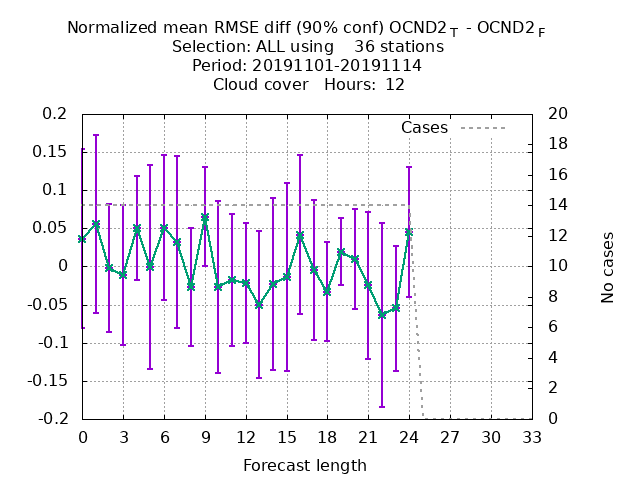 Normalized mean RMSE diff (90% conf) OCND2 T - OCND2 F
Selection: ALL using 36 stations
Period: 20191101-20191114
Cloud cover Hours: 12
Cases
0.2
0.15
0.1
0.05
0
-0.05
-0.1
-0.15
-0.2
20
18
16
14
12
10
8
6
4
2
0
No cases
0 3 6 9 12 15 18 21 24 27 30 33
Forecast length